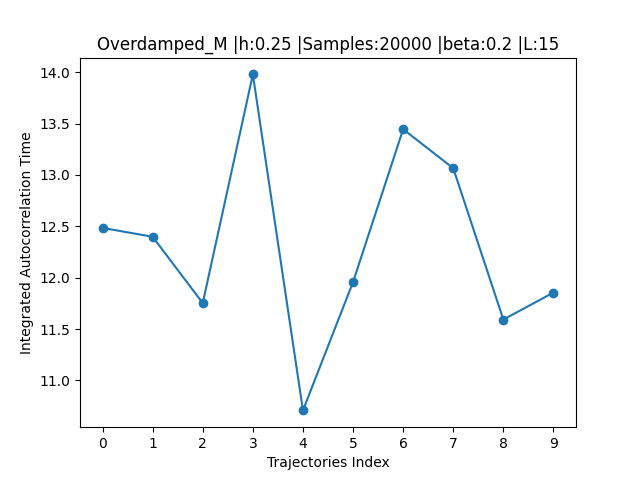 Overdamped_M |h:0.25 |Samples:20000 |beta:0.2 |L:15
14.0
13.5
13.0
12.5
12.0
11.5
11.0
Integrated Autocorrelation Time
0 1 2 3 4 5 6 7 8 9
Trajectories Index